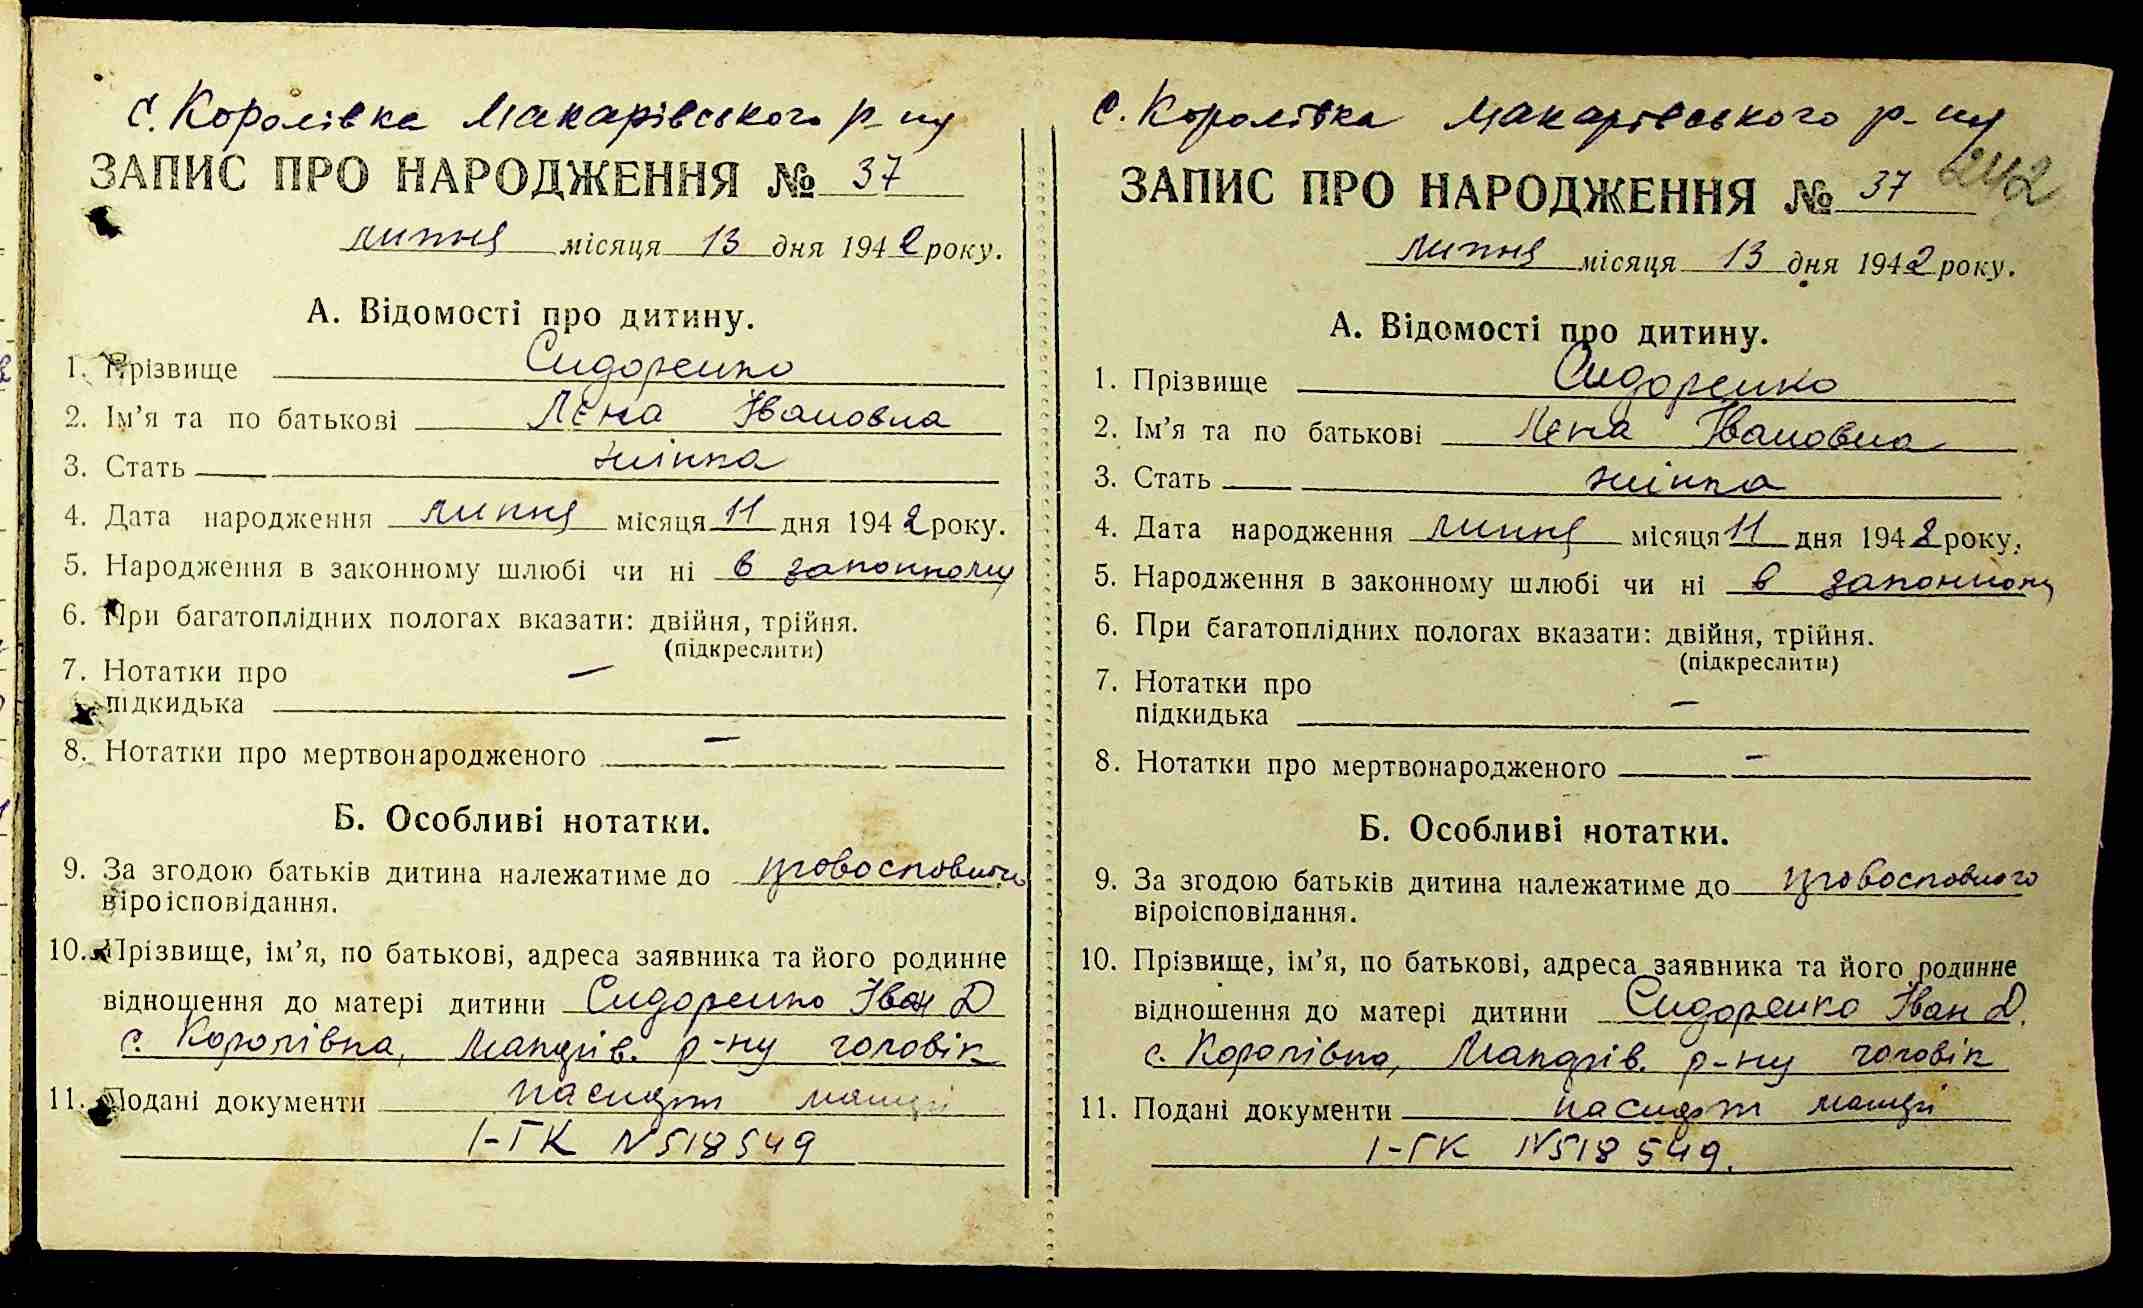 с. Королівка Макарівського р-ну
ЗАПИС ПРО НАРОДЖЕННЯ № 37
липня місяця 13 дня 1942 року.
А. Відомості про дитину.
1. Прізвище Сидоренко
2. Ім'я та по батькові Лєна Івановна
3. Стать жінка
4. Дата народження липня місяця 11 дня 1942 року.
5. Народження в законному шлюбі чи ні в законному
6. При багатоплідних пологах вказати: двійня, трійня.
(підкреслити)
7. Нотатки про
підкидька —
8. Нотатки про мертвонародженого —
Б. Особливі нотатки.
9. За згодою батьків дитина належатиме до
віроісповідання.
10. Прізвище, ім'я, по батькові, адреса заявника та його родинне
відношення до матері дитини Сидоренко Іван Д
с. Королівка, Макарів. р-ну чоловік
11. Подані документи паспорт матері
1-ГК N518549
с. Королівка Макарівського р-ну
242
ЗАПИС ПРО НАРОДЖЕННЯ № 37
липня місяця 13 дня 1942 року.
А. Відомості про дитину.
1. Прізвище Сидоренко
2. Ім'я та по батькові Лєна Івановна
3. Стать жінка
4. Дата народження липня місяця 11 дня 1942 року.
5. Народження в законному шлюбі чи ні в законному
6. При багатоплідних пологах вказати: двійня, трійня.
(підкреслити)
7. Нотатки про
підкидька —
8. Нотатки про мертвонародженого —
Б. Особливі нотатки.
9. За згодою батьків дитина належатиме до
віроісповідання.
10. Прізвище, ім'я, по батькові, адреса заявника та його родинне
відношення до матері дитини Сидоренко Іван Д.
с. Королівка, Макарів. р-ну чоловік
11. Подані документи паспорт матері
1-ГК N518549.